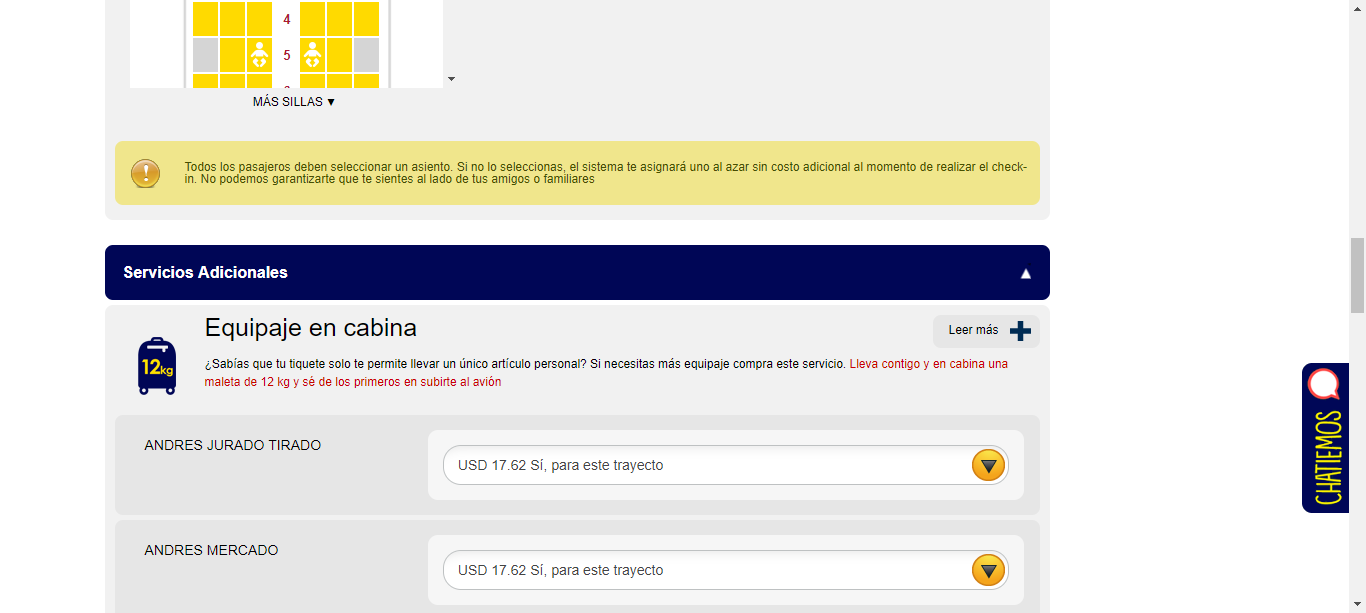 4
5
MÁS SILLAS ▼
Todos los pasajeros deben seleccionar un asiento. Si no lo seleccionas, el sistema te asignará uno al azar sin costo adicional al momento de realizar el check-
in. No podemos garantizarte que te sientes al lado de tus amigos o familiares
Servicios Adicionales
Equipaje en cabina
Leer más
12kg
¿Sabías que tu tiquete solo te permite llevar un único artículo personal? Si necesitas más equipaje compra este servicio. Lleva contigo y en cabina una
maleta de 12 kg y sé de los primeros en subirte al avión
CHATIEMOS
ANDRES JURADO TIRADO
USD 17.62 Sí, para este trayecto
ANDRES MERCADO
USD 17.62 Sí, para este trayecto